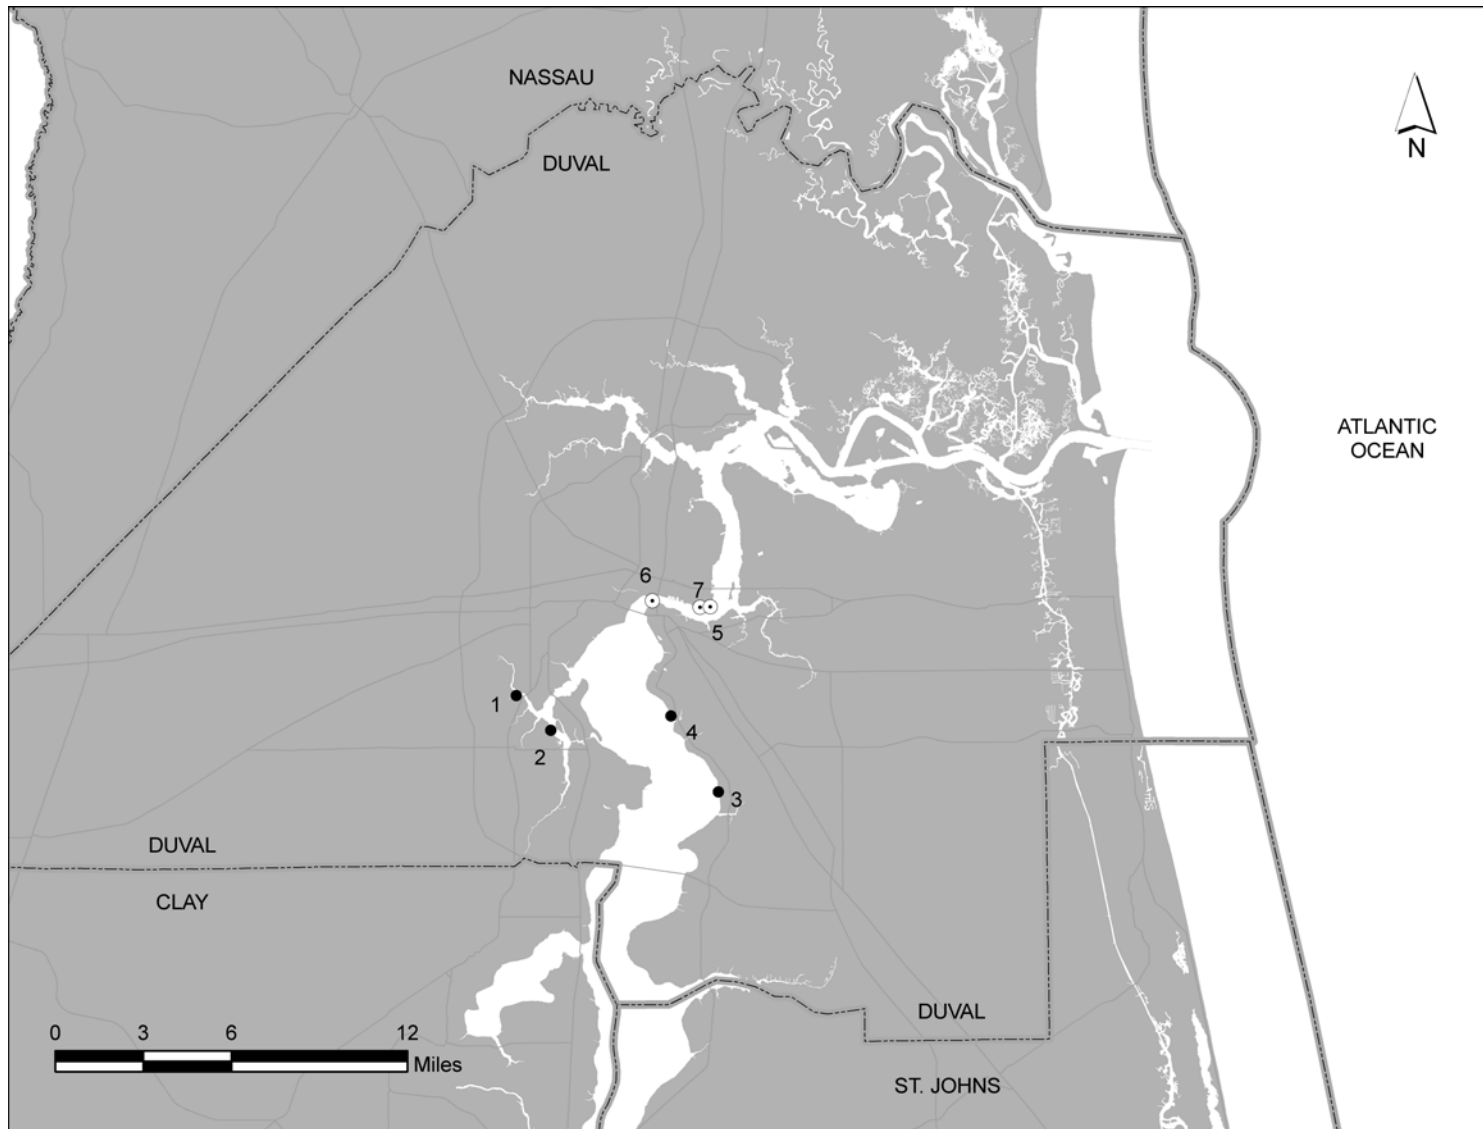 NASSAU
DUVAL
N
ATLANTIC
OCEAN
6
7
5
1
2
4
3
DUVAL
CLAY
DUVAL
ST. JOHNS
0 3 6 12
Miles